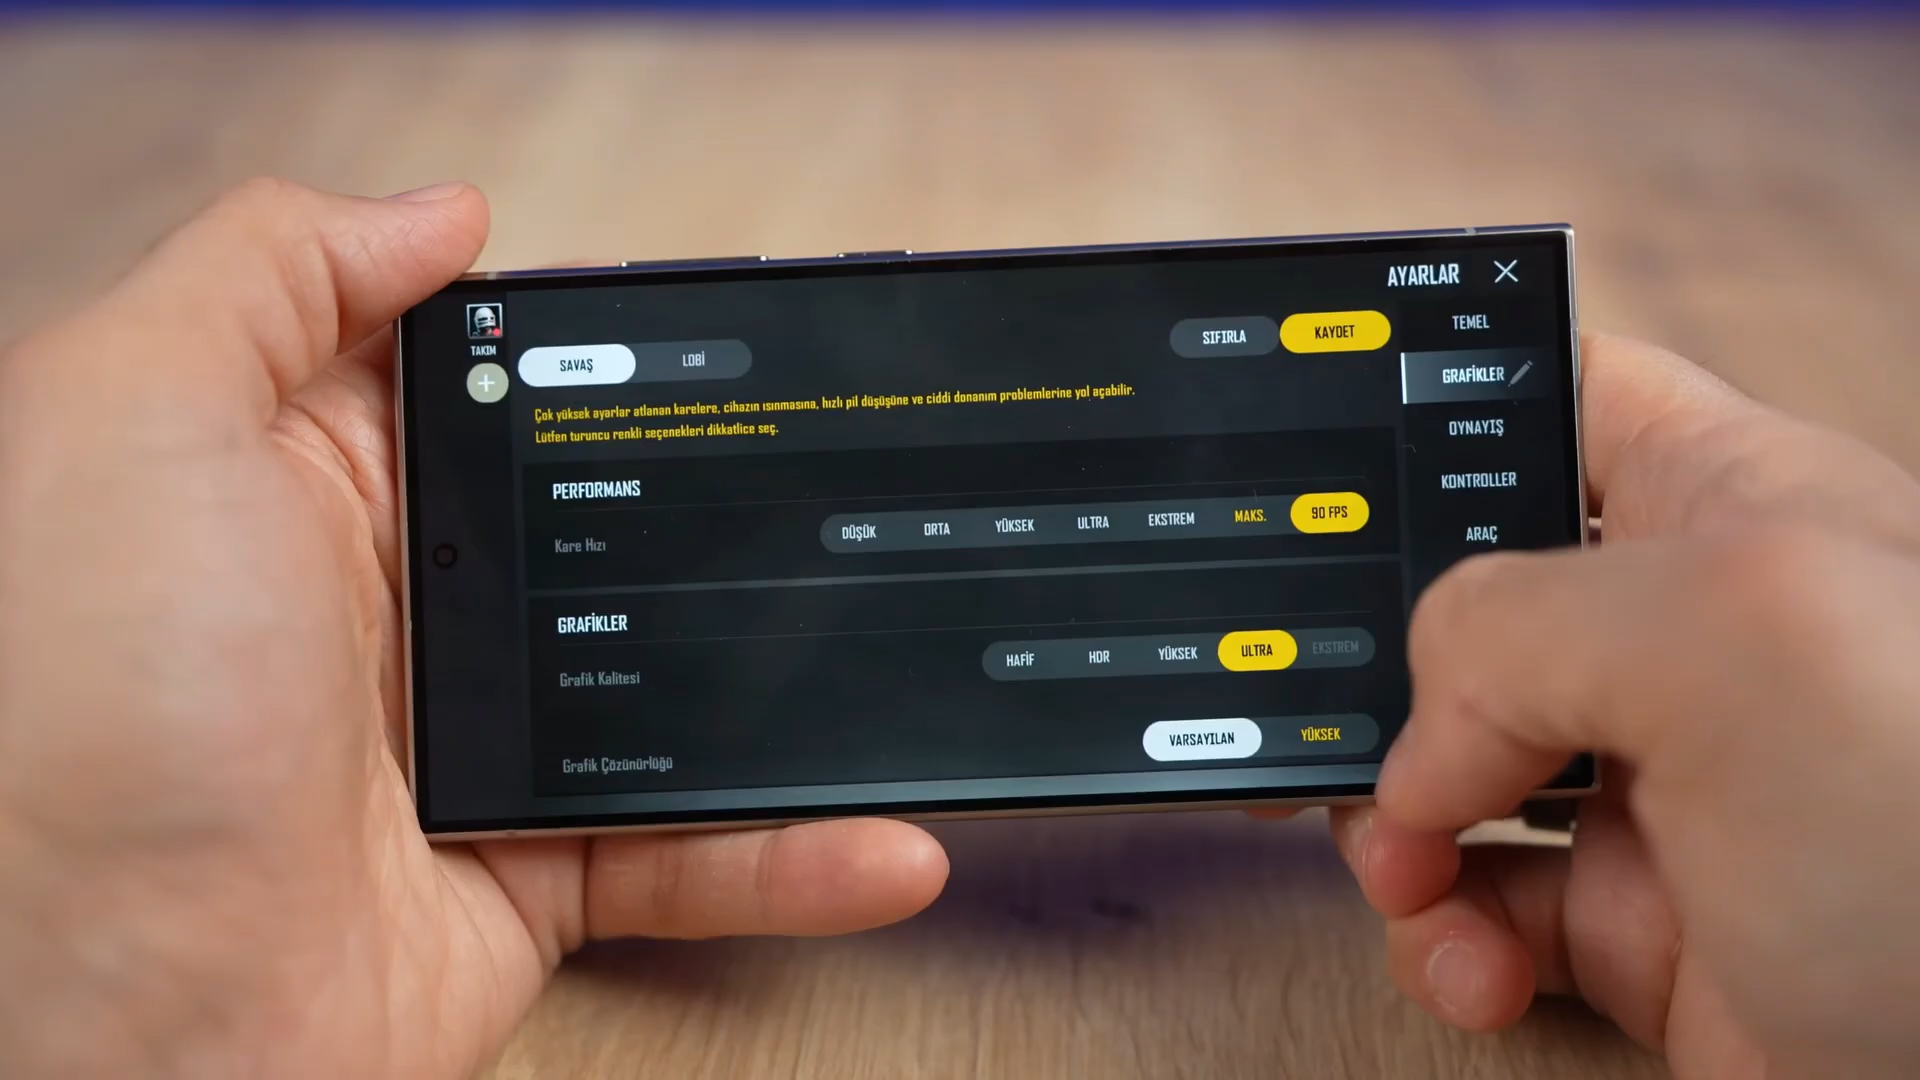 AYARLAR
TAKIM
SAVAŞ
LOBİ
SIFIRLA
KAYDET
Çok yüksek ayarlar atlanan karelere, cihazın ısınmasına, hızlı pil düşüşüne ve ciddi donanım problemlerine yol açabilir.
Lütfen turuncu renkli seçenekleri dikkatlice seç.
PERFORMANS
Kare Hızı
DÜŞÜK
ORTA
YÜKSEK
ULTRA
EKSTREM
MAKS.
90 FPS
GRAFİKLER
Grafik Kalitesi
HAFİF
HDR
YÜKSEK
ULTRA
EKSTREM
Grafik Çözünürlüğü
VARSAYILAN
YÜKSEK
TEMEL
GRAFİKLER
OYNAYIŞ
KONTROLLER
ARAÇ